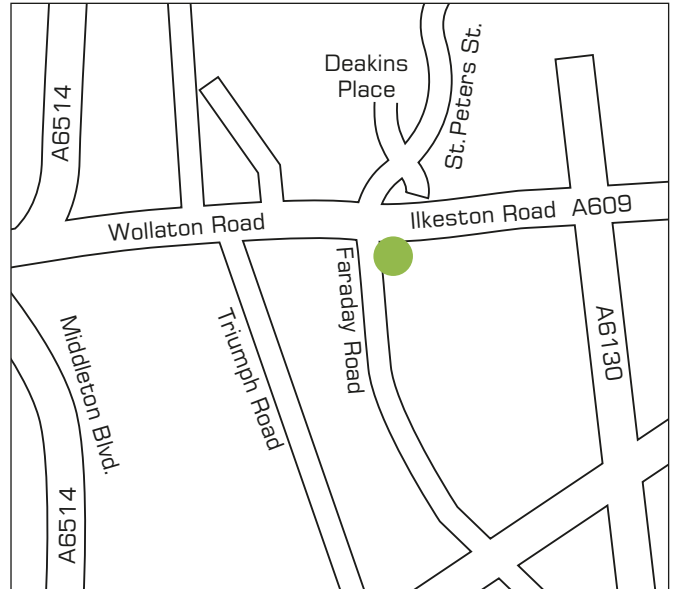 Deakins
Place
St. Peters St.
A6514
Wollaton Road
Ilkeston Road A609
Faraday Road
Triumph Road
Middleton Blvd.
A6130
A6514